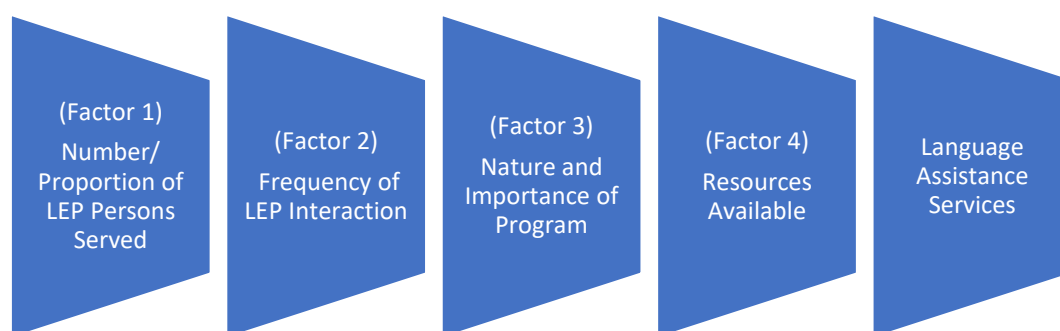 (Factor 1)
Number/
Proportion of
LEP Persons
Served
(Factor 2)
Frequency of
LEP Interaction
(Factor 3)
Nature and
Importance of
Program
(Factor 4)
Resources
Available
Language
Assistance
Services